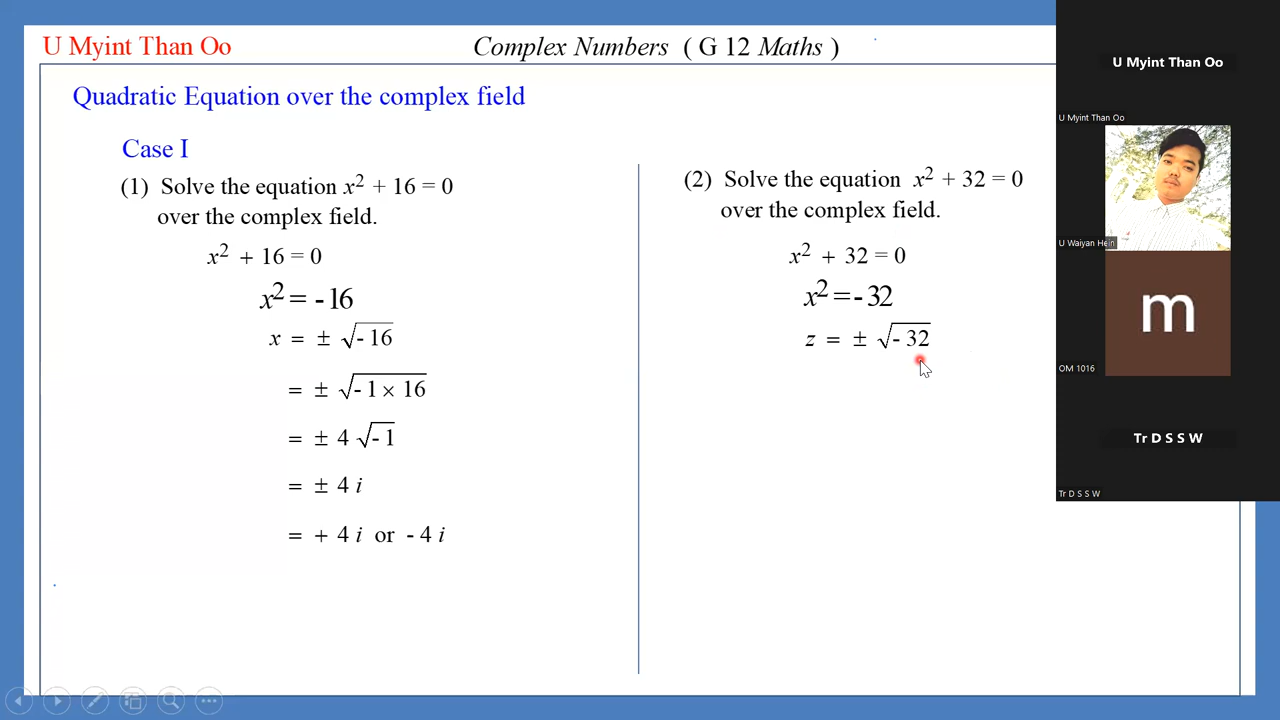 U Myint Than Oo
Complex Numbers ( G 12 Maths )
Quadratic Equation over the complex field
Case I
(1) Solve the equation x² + 16 = 0
over the complex field.
x² + 16 = 0
x² = - 16
x = ± √- 16
= ± √- 1 × 16
= ± 4 √- 1
= ± 4 i
= + 4 i or - 4 i
(2) Solve the equation x² + 32 = 0
over the complex field.
x² + 32 = 0
x² = - 32
z = ± √- 32
U Myint Than Oo
U Myint Than Oo
U Waiyan Hein
m
OM 1016
Tr D S S W
Tr D S S W